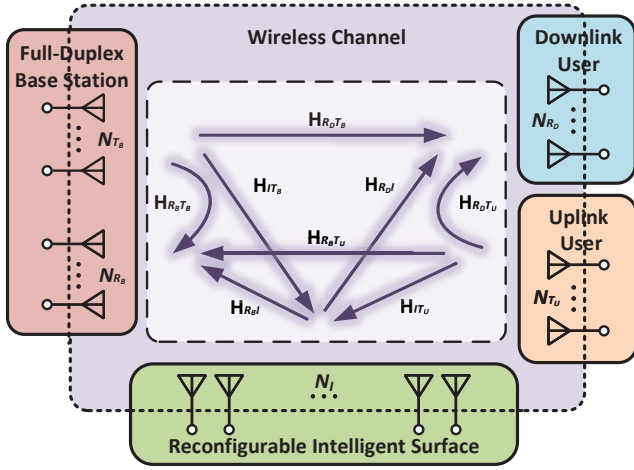 Full-Duplex
Base Station
N_{T_B}
N_{R_B}
Wireless Channel
H_{R_D T_B}
H_{R_B T_B}
H_{I T_B}
H_{R_D I}
H_{R_D T_U}
H_{R_B T_U}
H_{R_B I}
H_{I T_U}
Downlink
User
N_{R_D}
Uplink
User
N_{T_U}
N_I
Reconfigurable Intelligent Surface